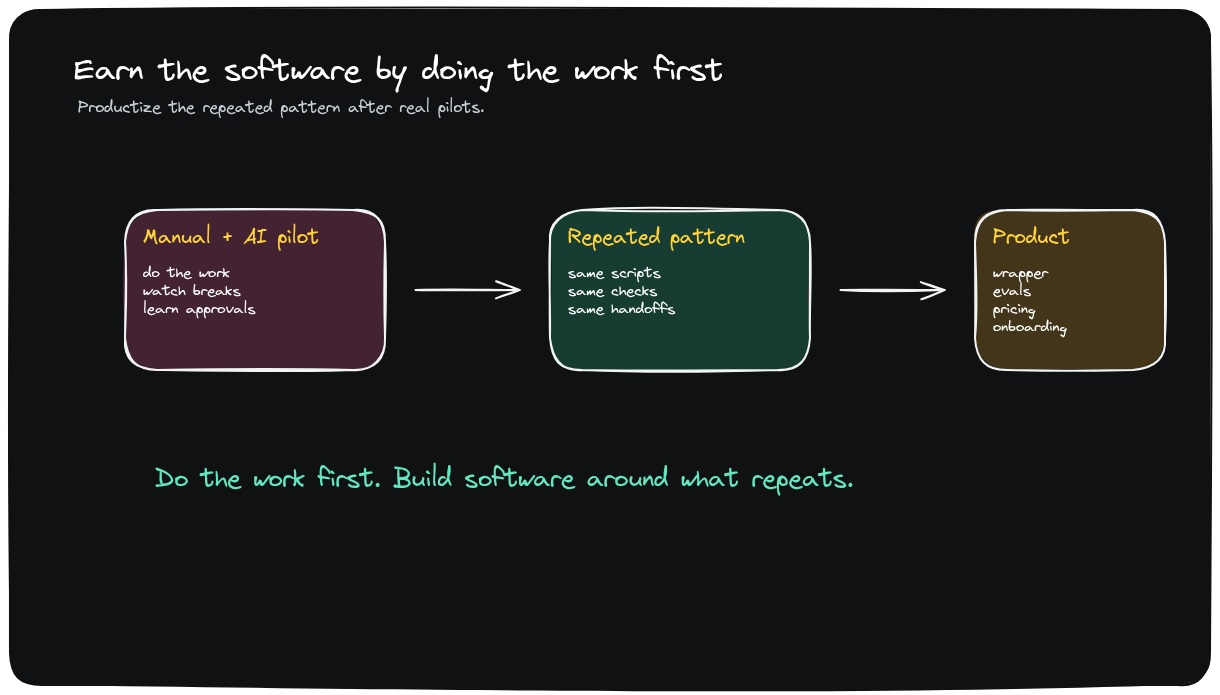 Earn the software by doing the work first
Productize the repeated pattern after real pilots.
Manual + AI pilot
do the work
watch breaks
learn approvals
Repeated pattern
same scripts
same checks
same handoffs
Product
wrapper
evals
pricing
onboarding
Do the work first. Build software around what repeats.